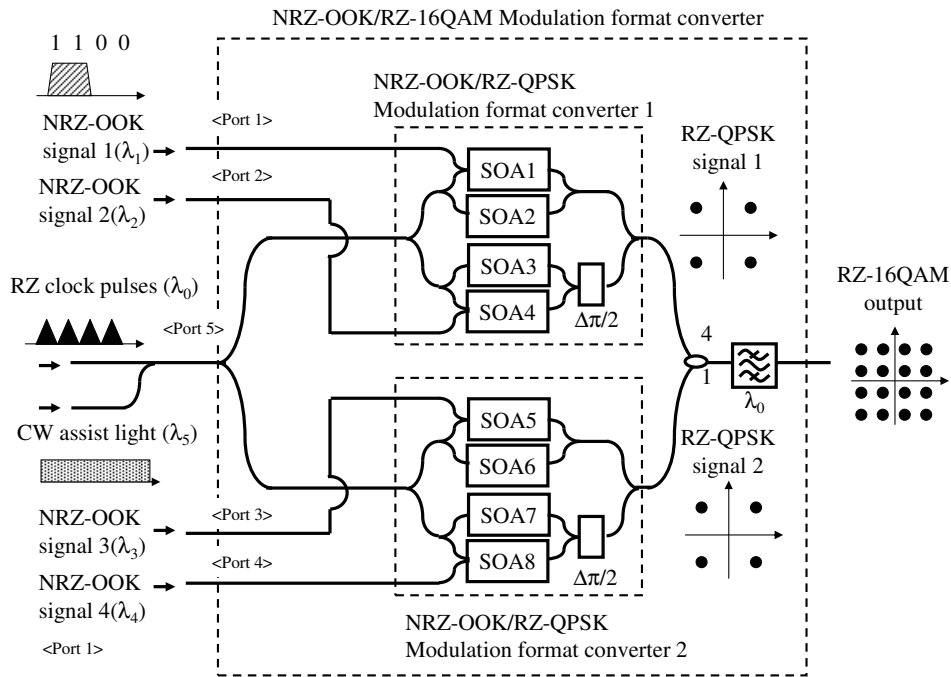 NRZ-OOK/RZ-16QAM Modulation format converter
1 1 0 0
NRZ-OOK
signal 1(λ1)
<Port 1>
NRZ-OOK
signal 2(λ2)
<Port 2>
NRZ-OOK/RZ-QPSK
Modulation format converter 1
SOA1
SOA2
SOA3
SOA4
Δπ/2
RZ-QPSK
signal 1
RZ clock pulses (λ0)
<Port 5>
CW assist light (λ5)
4
1
λ0
RZ-16QAM
output
SOA5
SOA6
SOA7
SOA8
Δπ/2
RZ-QPSK
signal 2
NRZ-OOK
signal 3(λ3)
<Port 3>
NRZ-OOK
signal 4(λ4)
<Port 4>
<Port 1>
NRZ-OOK/RZ-QPSK
Modulation format converter 2